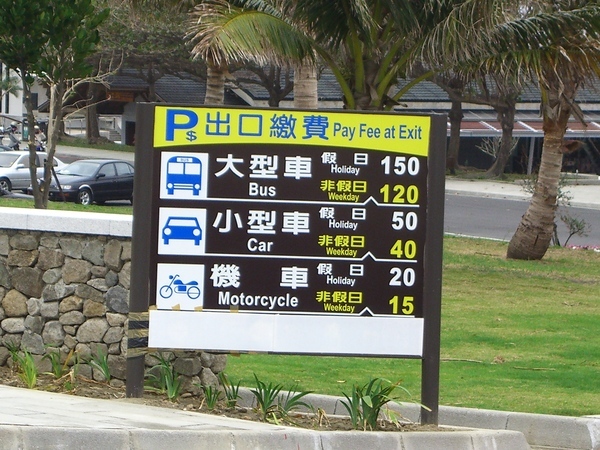 P$ 出口繳費 Pay Fee at Exit
BUS 大型車 假日 150
Bus Holiday
非假日 120
Weekday
小型車 假日 50
Car Holiday
非假日 40
Weekday
機車 假日 20
Motorcycle Holiday
非假日 15
Weekday